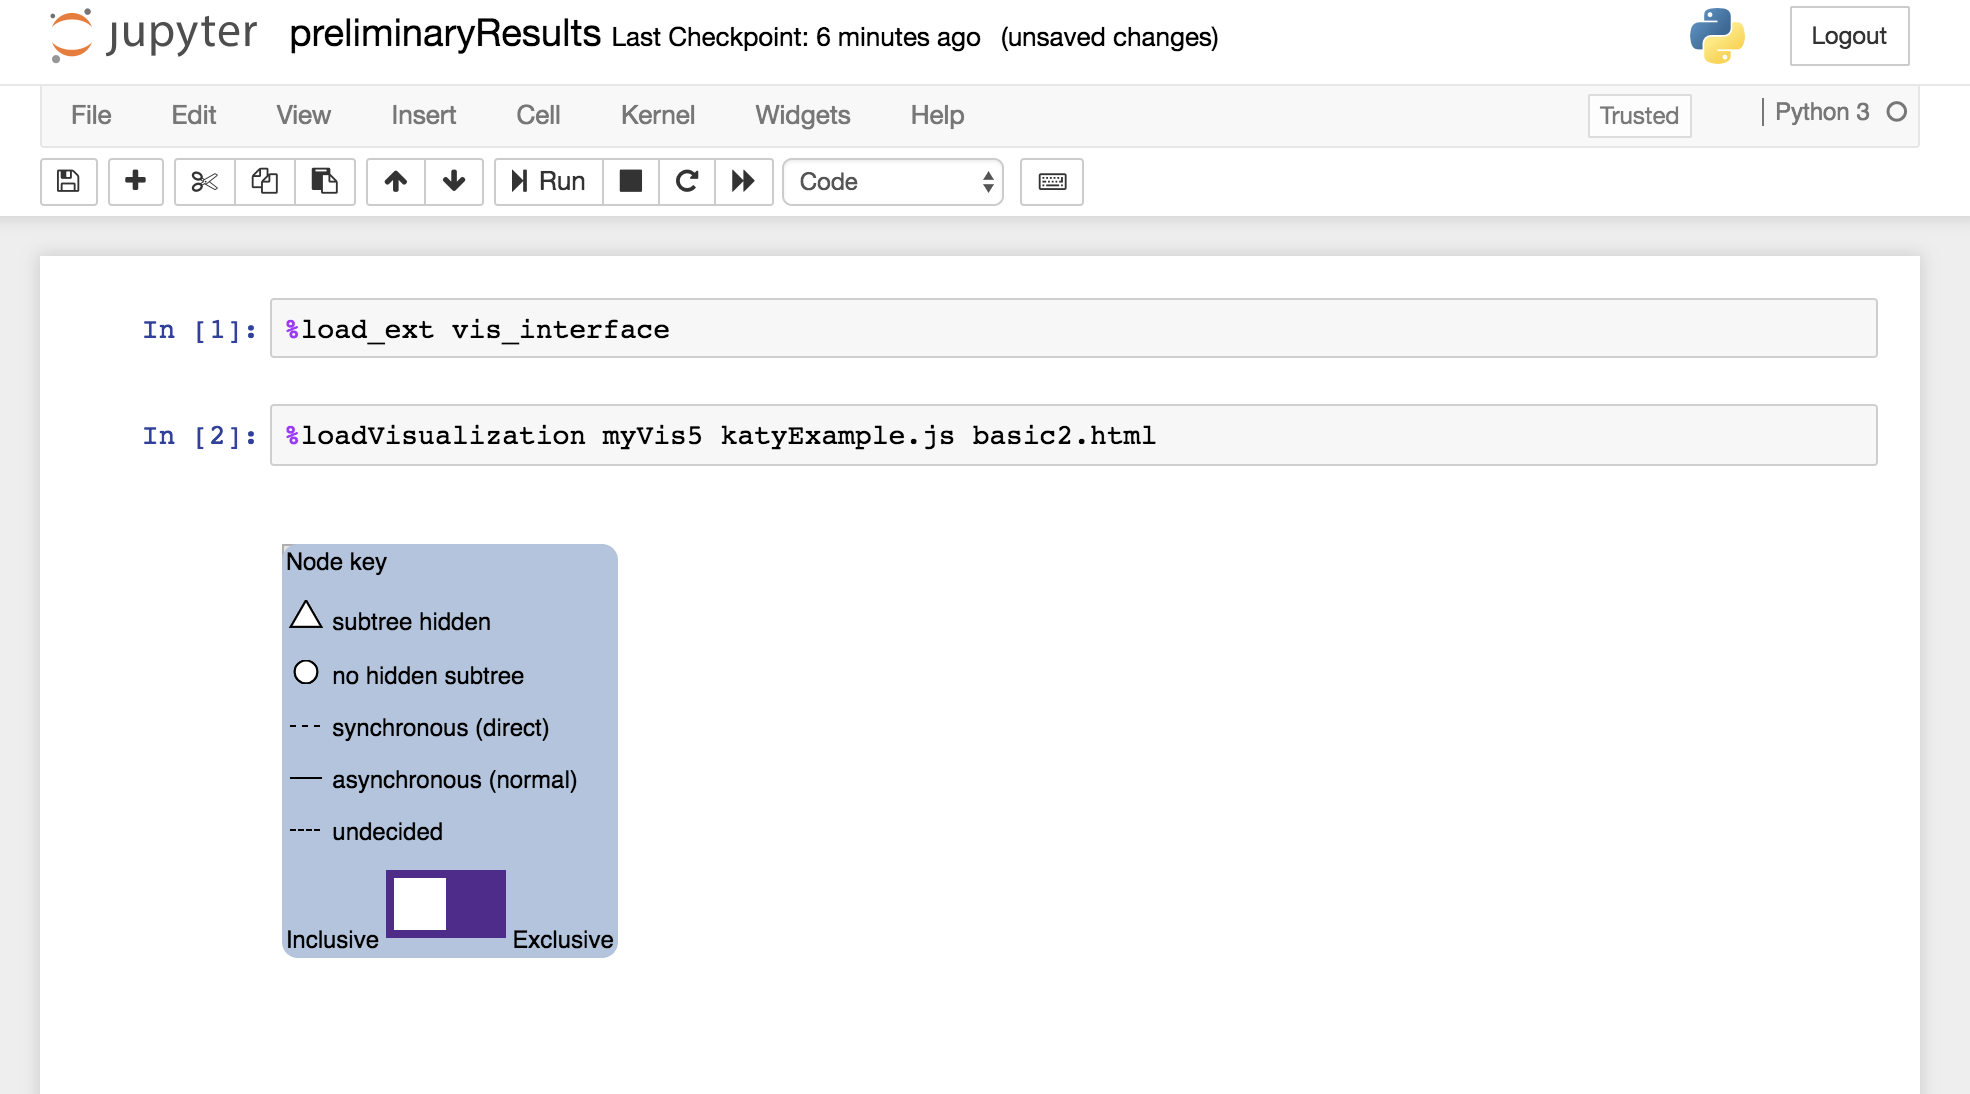 jupyter preliminaryResults Last Checkpoint: 6 minutes ago (unsaved changes) Logout
File Edit View Insert Cell Kernel Widgets Help Trusted Python 3
Run Code
In [1]: %load_ext vis_interface
In [2]: %loadVisualization myVis5 katyExample.js basic2.html
Node key
subtree hidden
no hidden subtree
synchronous (direct)
asynchronous (normal)
undecided
Inclusive Exclusive